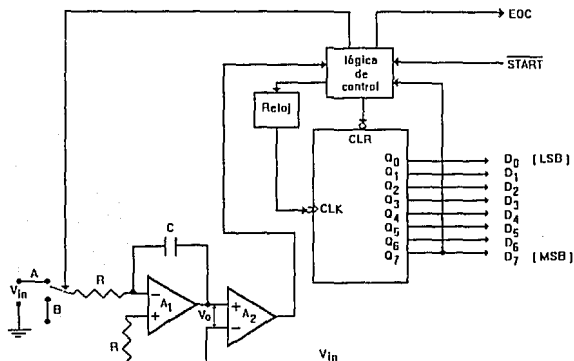 EOC
lógica
de
control
START
Reloj
CLR
Q0 D0 (LSB)
Q1 D1
Q2 D2
CLK Q3 D3
Q4 D4
Q5 D5
Q6 D6
Q7 D7 (MSB)
C
A
R
Vin
B
A1
Vo
A2
R
Vin